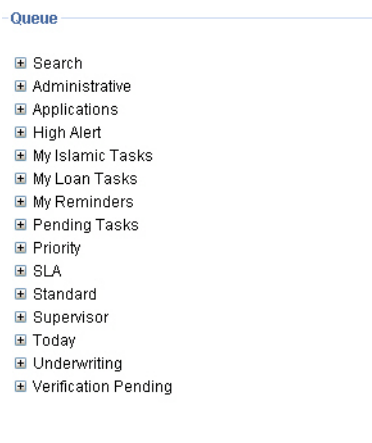 Queue
Search
Administrative
Applications
High Alert
My Islamic Tasks
My Loan Tasks
My Reminders
Pending Tasks
Priority
SLA
Standard
Supervisor
Today
Underwriting
Verification Pending